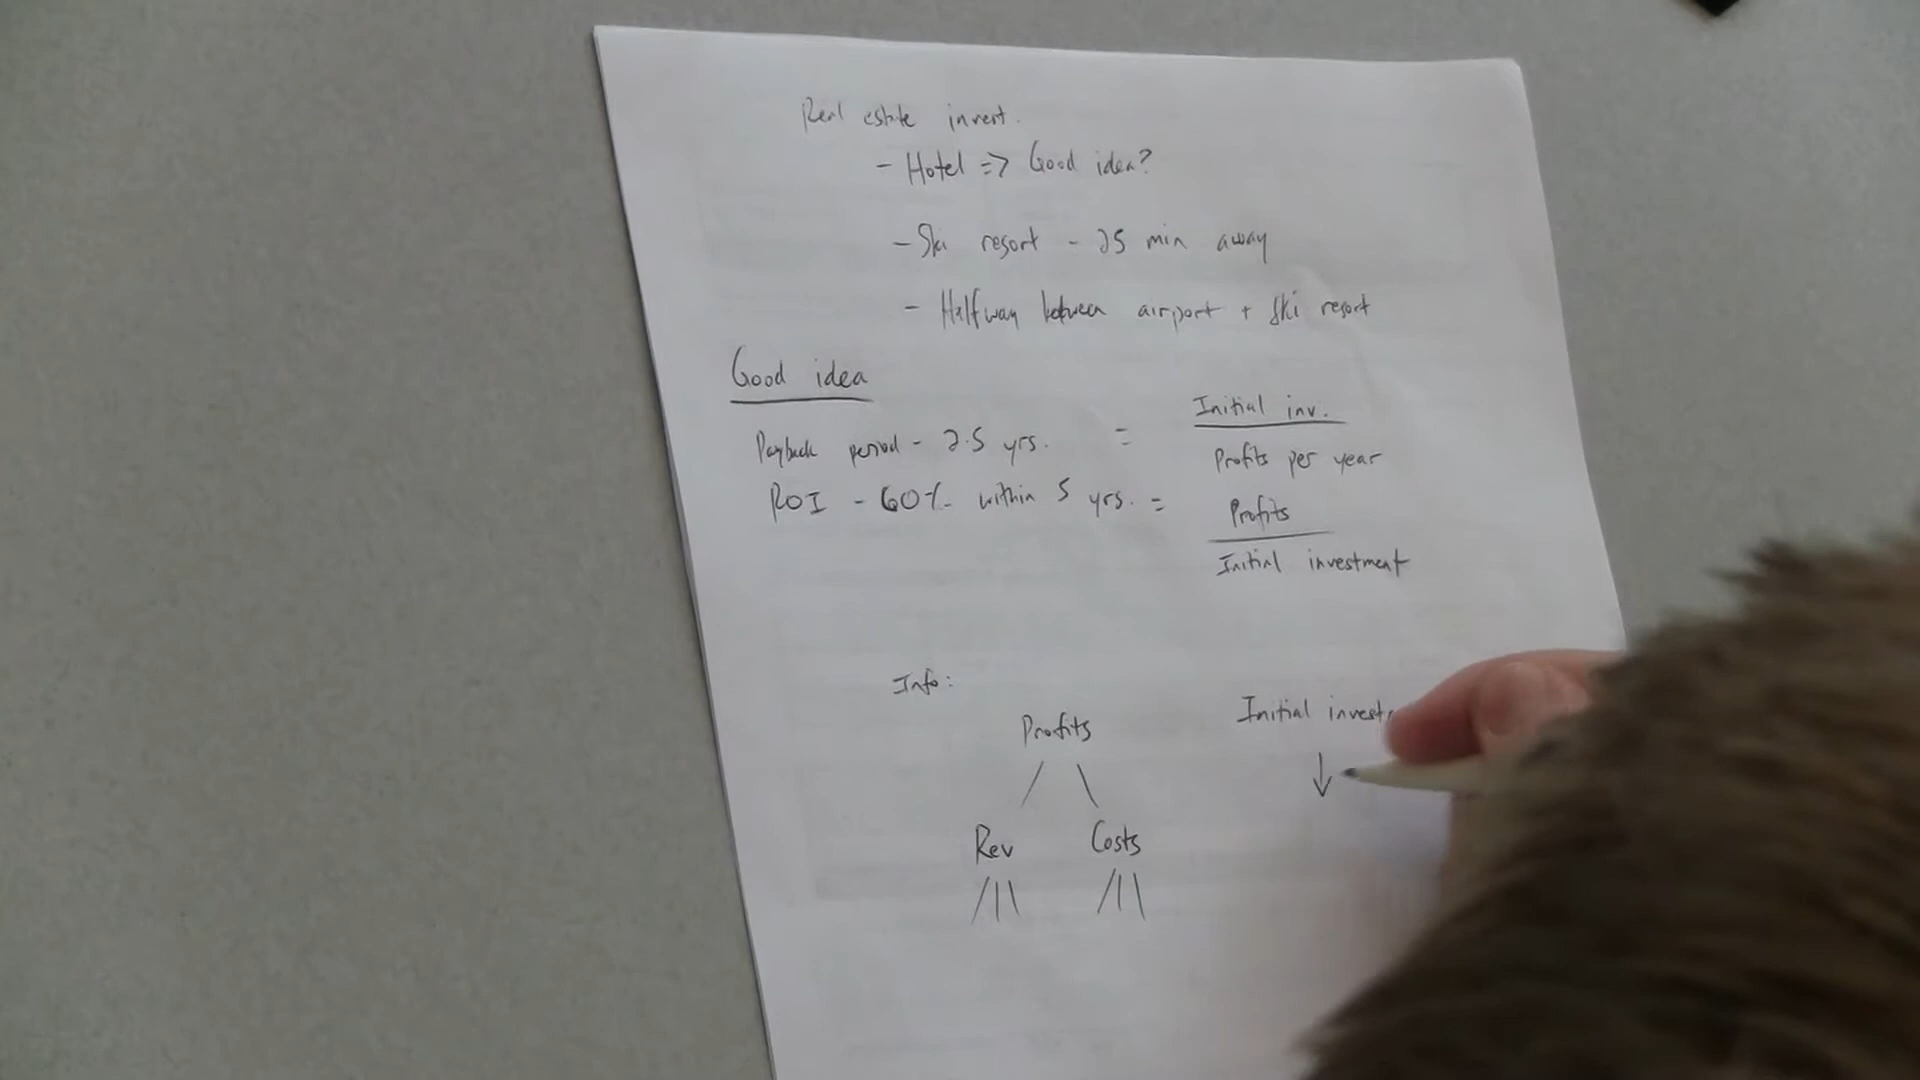 Real estate invest.
- Hotel => Good idea?
- Ski resort - 25 min away
- Halfway between airport + Ski resort
Good idea
Payback period - 2.5 yrs. = Initial inv.
Profits per year
ROI - 60% within 5 yrs. = Profits
Initial investment
Info:
Profits
Initial invest
Rev
Costs